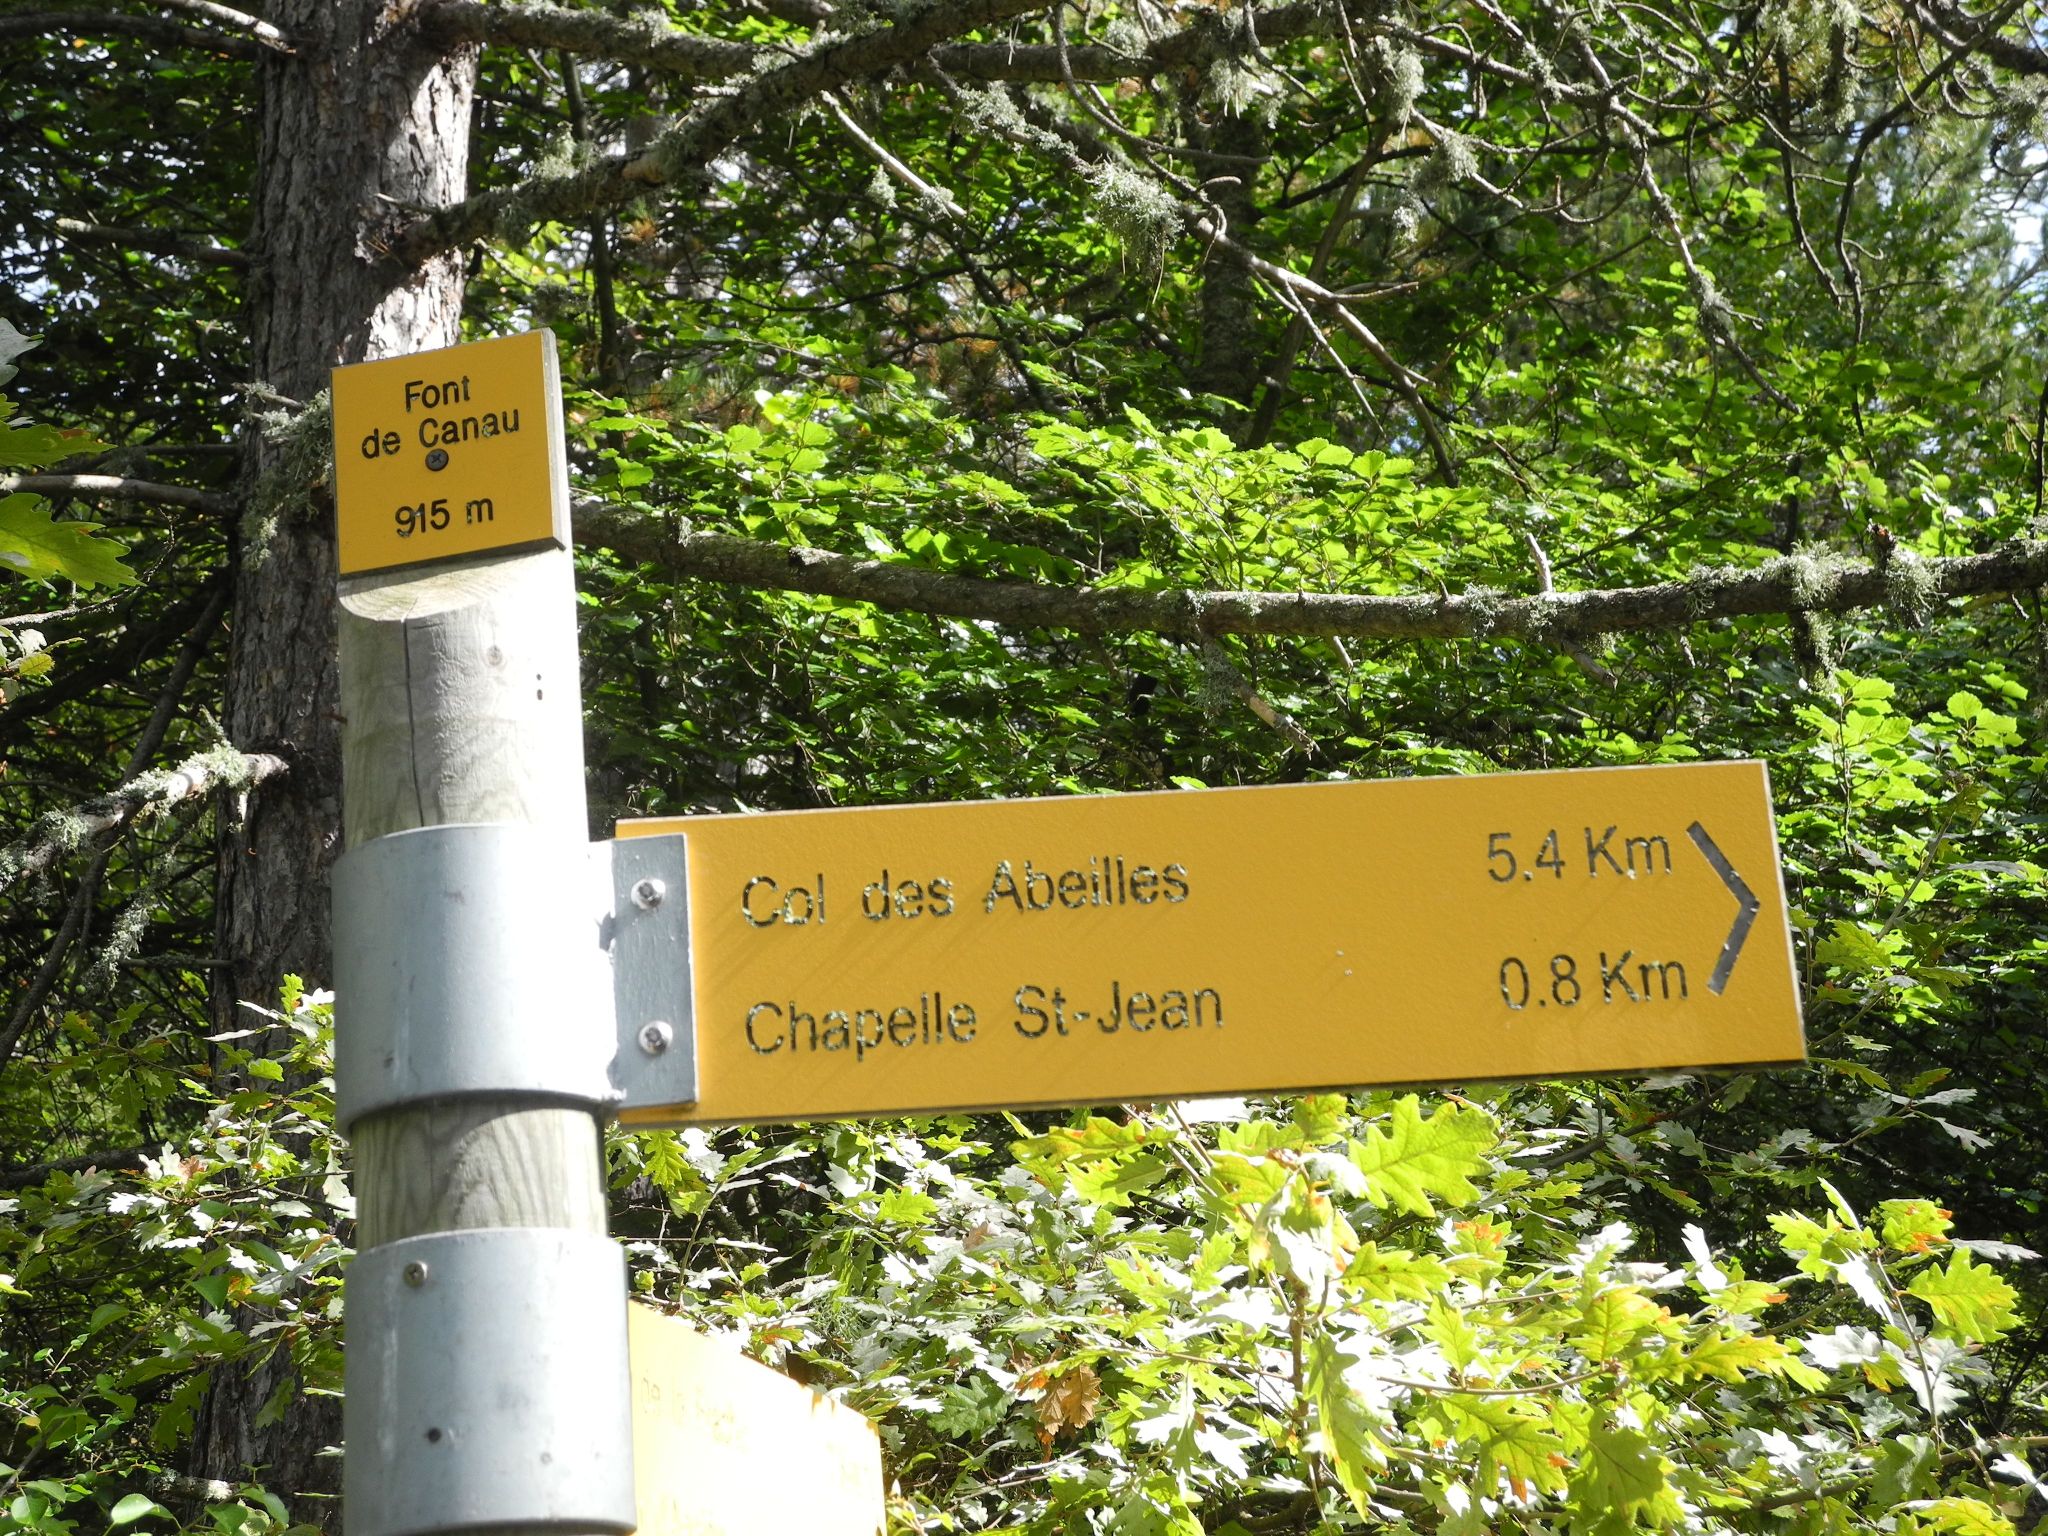 Font
de Canau
915 m
Col des Abeilles 5.4 Km
Chapelle St-Jean 0.8 Km